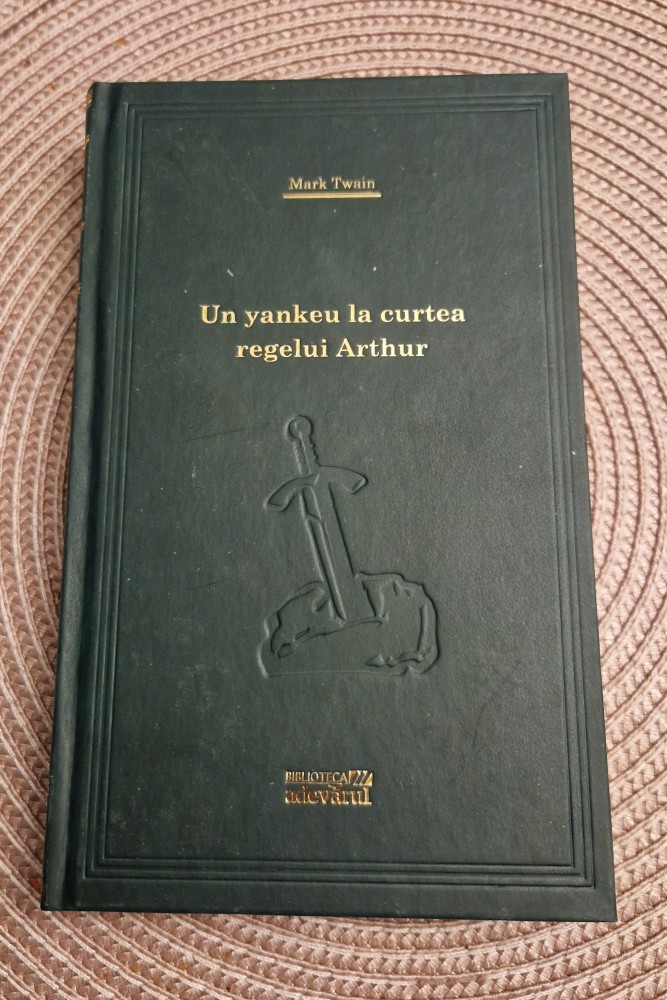 Mark Twain
Un yankeu la curtea
regelui Arthur
BIBLIOTECA
adevărul